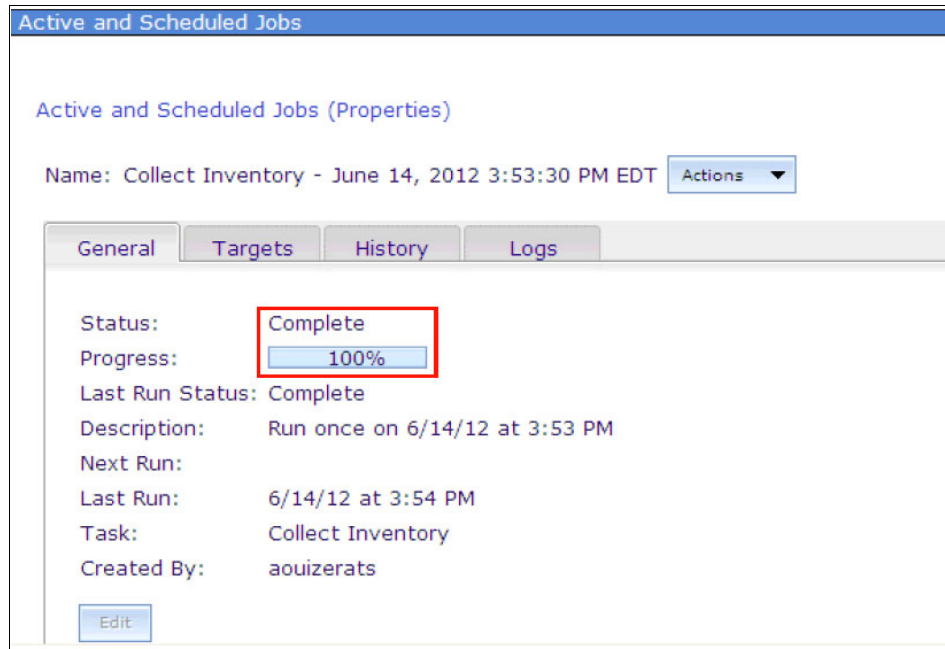 Active and Scheduled Jobs
Active and Scheduled Jobs (Properties)
Name: Collect Inventory - June 14, 2012 3:53:30 PM EDT Actions
General Targets History Logs
Status: Complete
Progress: 100%
Last Run Status: Complete
Description: Run once on 6/14/12 at 3:53 PM
Next Run:
Last Run: 6/14/12 at 3:54 PM
Task: Collect Inventory
Created By: aouizerats
Edit